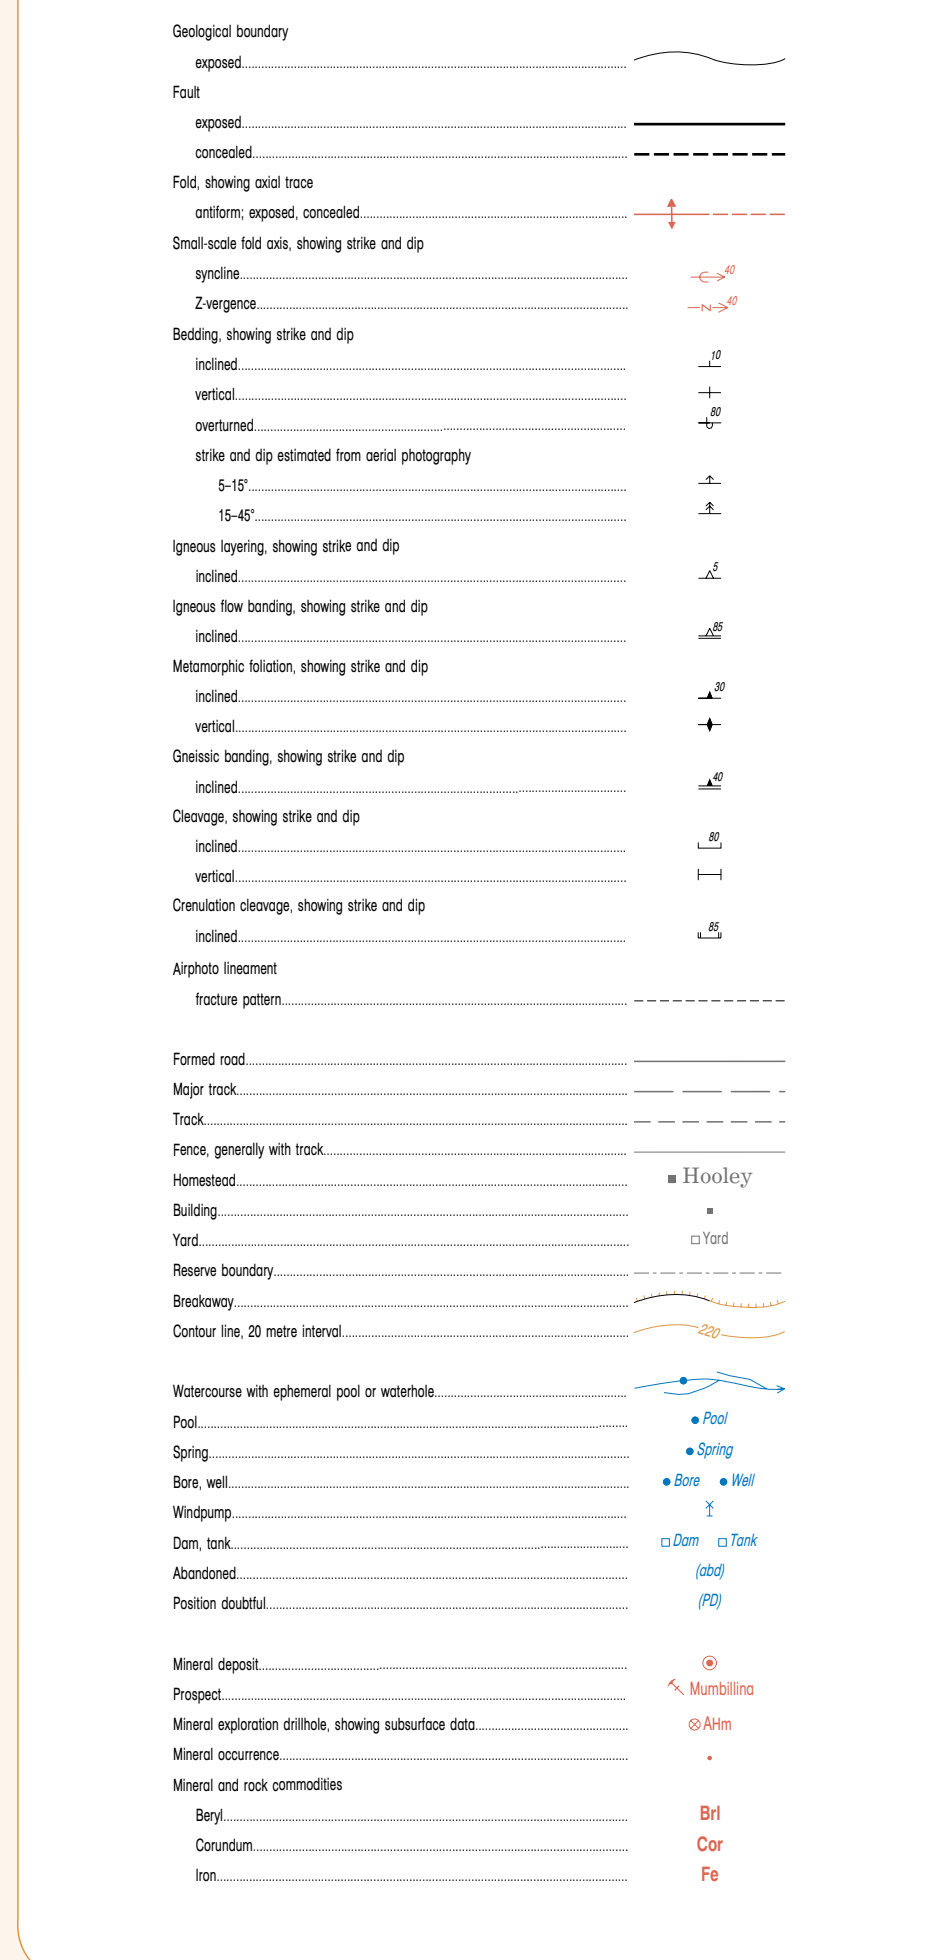 Geological boundary
exposed
Fault
exposed
concealed
Fold, showing axial trace
antiform; exposed, concealed
Small-scale fold axis, showing strike and dip
syncline 40
Z-vergence Z 40
Bedding, showing strike and dip
inclined 10
vertical
overturned 80
strike and dip estimated from aerial photography
5–15°
15–45°
Igneous layering, showing strike and dip
inclined 5
Igneous flow banding, showing strike and dip
inclined 85
Metamorphic foliation, showing strike and dip
inclined 30
vertical
Gneissic banding, showing strike and dip
inclined 40
Cleavage, showing strike and dip
inclined 80
vertical
Crenulation cleavage, showing strike and dip
inclined 85
Airphoto lineament
fracture pattern
Formed road
Major track
Track
Fence, generally with track
Homestead Hooley
Building
Yard Yard
Reserve boundary
Breakaway
Contour line, 20 metre interval 220
Watercourse with ephemeral pool or waterhole
Pool Pool
Spring Spring
Bore, well Bore Well
Windpump
Dam, tank Dam Tank
Abandoned (abd)
Position doubtful (PD)
Mineral deposit
Prospect Mumbillina
Mineral exploration drillhole, showing subsurface data AHm
Mineral occurrence
Mineral and rock commodities
Beryl Brl
Corundum Cor
Iron Fe